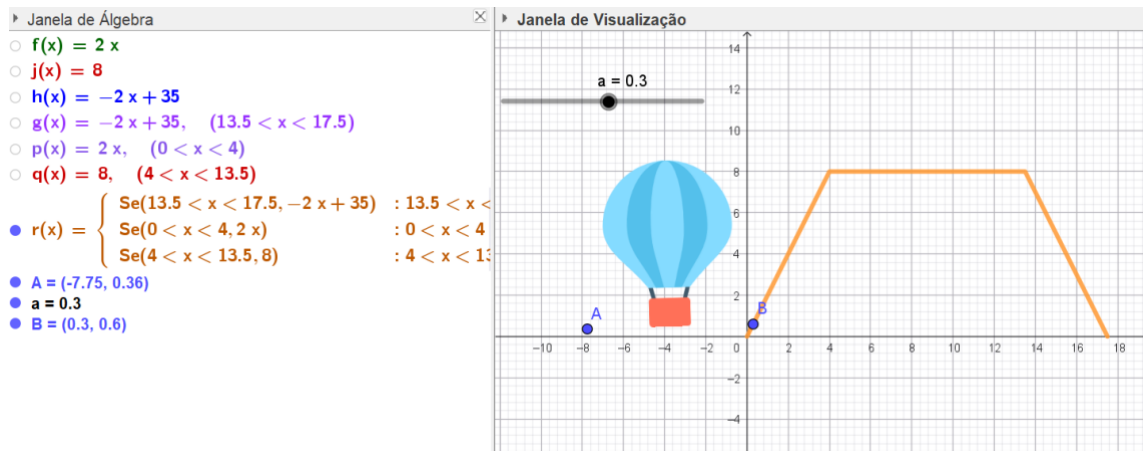 Janela de Álgebra
f(x) = 2 x
j(x) = 8
h(x) = −2 x + 35
g(x) = −2 x + 35, (13.5 < x < 17.5)
p(x) = 2 x, (0 < x < 4)
q(x) = 8, (4 < x < 13.5)
Se(13.5 < x < 17.5, −2 x + 35) : 13.5 < x <
r(x) = { Se(0 < x < 4, 2 x) : 0 < x < 4
Se(4 < x < 13.5, 8) : 4 < x < 13
A = (-7.75, 0.36)
a = 0.3
B = (0.3, 0.6)
Janela de Visualização
14
a = 0.3
12
10
8
6
4
2
A
B
−10 −8 −6 −4 −2 0 2 4 6 8 10 12 14 16 18
−2
−4